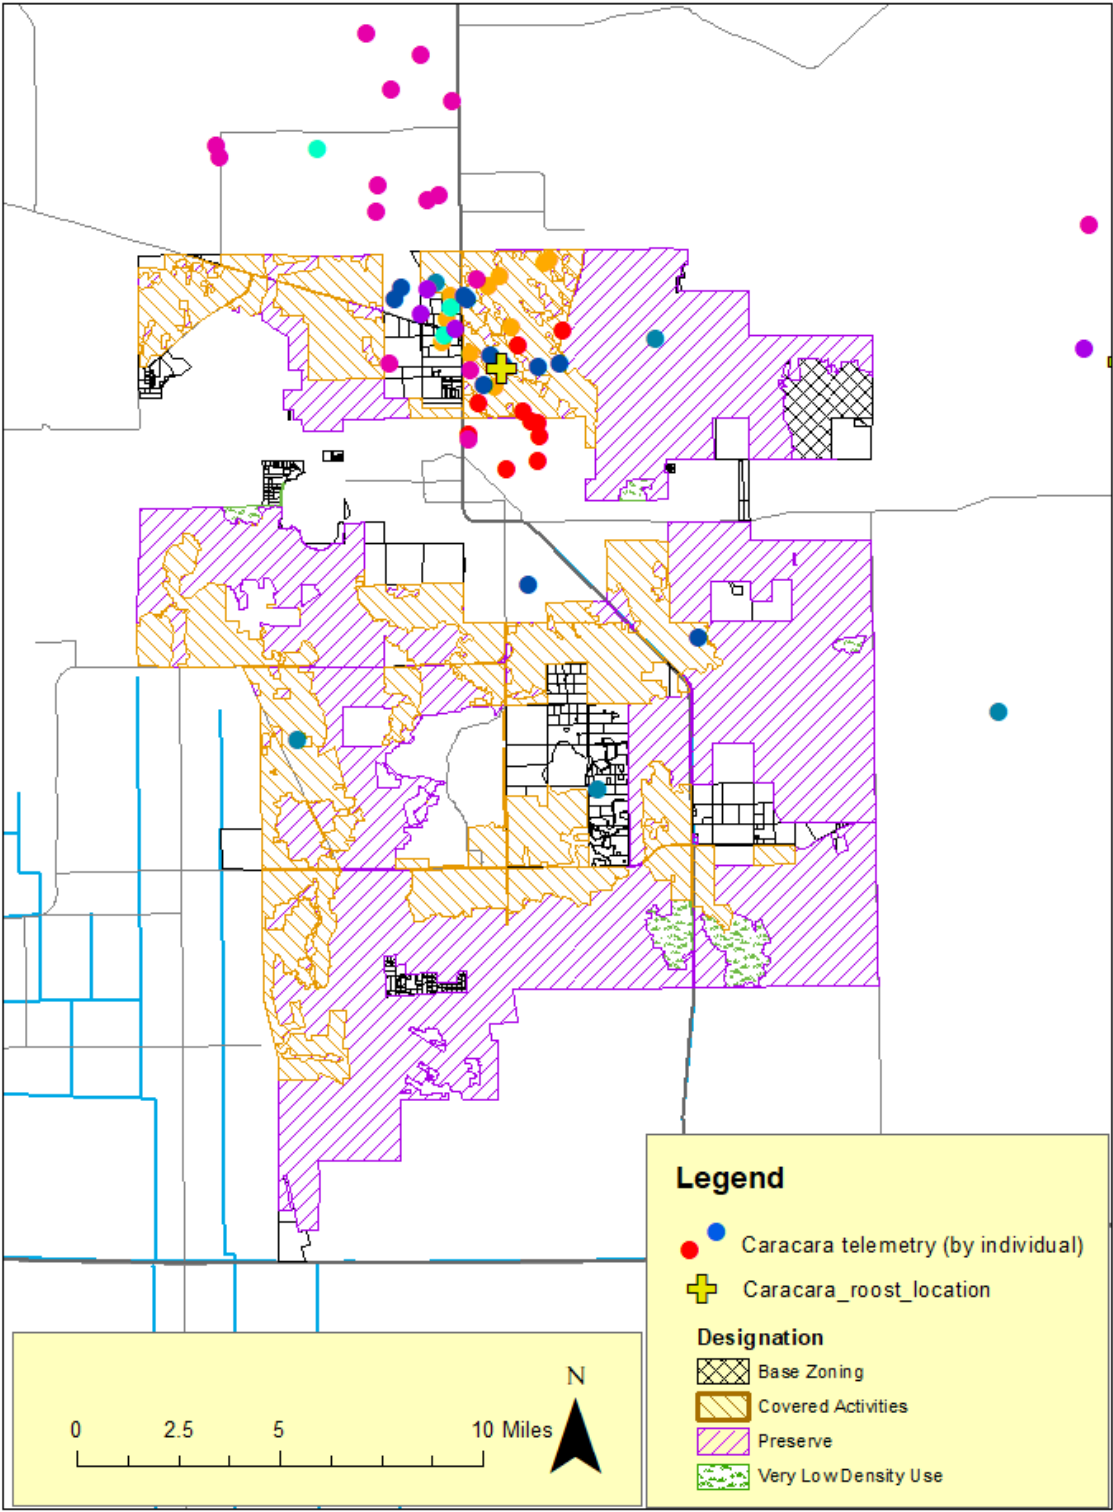 Legend
Caracara telemetry (by individual)
Caracara_roost_location
Designation
Base Zoning
Covered Activities
Preserve
Very Low Density Use
N
0 2.5 5 10 Miles